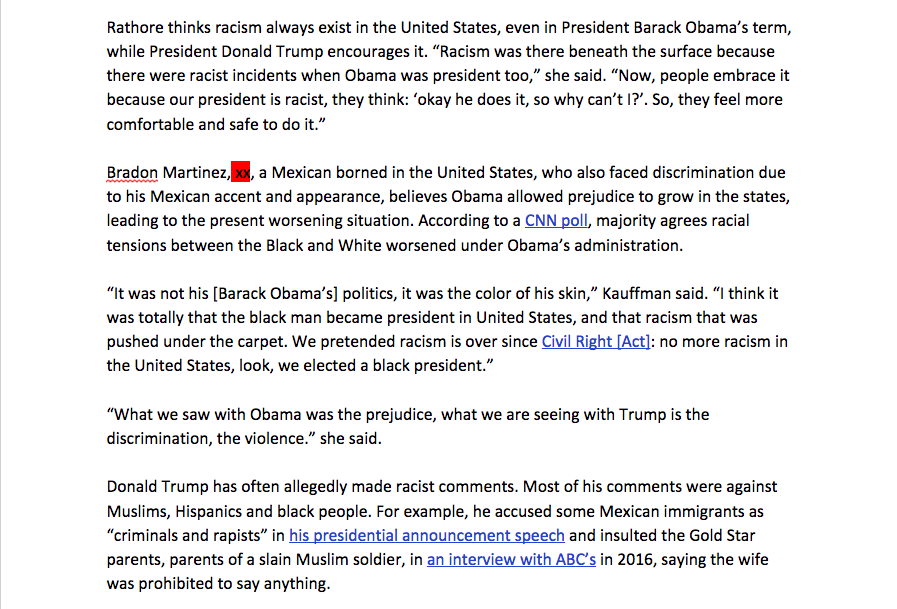 Rathore thinks racism always exist in the United States, even in President Barack Obama’s term,
while President Donald Trump encourages it. “Racism was there beneath the surface because
there were racist incidents when Obama was president too,” she said. “Now, people embrace it
because our president is racist, they think: ‘okay he does it, so why can’t I?’. So, they feel more
comfortable and safe to do it.”
Bradon Martinez, xx, a Mexican borned in the United States, who also faced discrimination due
to his Mexican accent and appearance, believes Obama allowed prejudice to grow in the states,
leading to the present worsening situation. According to a CNN poll, majority agrees racial
tensions between the Black and White worsened under Obama’s administration.
“It was not his [Barack Obama’s] politics, it was the color of his skin,” Kauffman said. “I think it
was totally that the black man became president in United States, and that racism that was
pushed under the carpet. We pretended racism is over since Civil Right [Act]: no more racism in
the United States, look, we elected a black president.”
“What we saw with Obama was the prejudice, what we are seeing with Trump is the
discrimination, the violence.” she said.
Donald Trump has often allegedly made racist comments. Most of his comments were against
Muslims, Hispanics and black people. For example, he accused some Mexican immigrants as
“criminals and rapists” in his presidential announcement speech and insulted the Gold Star
parents, parents of a slain Muslim soldier, in an interview with ABC’s in 2016, saying the wife
was prohibited to say anything.